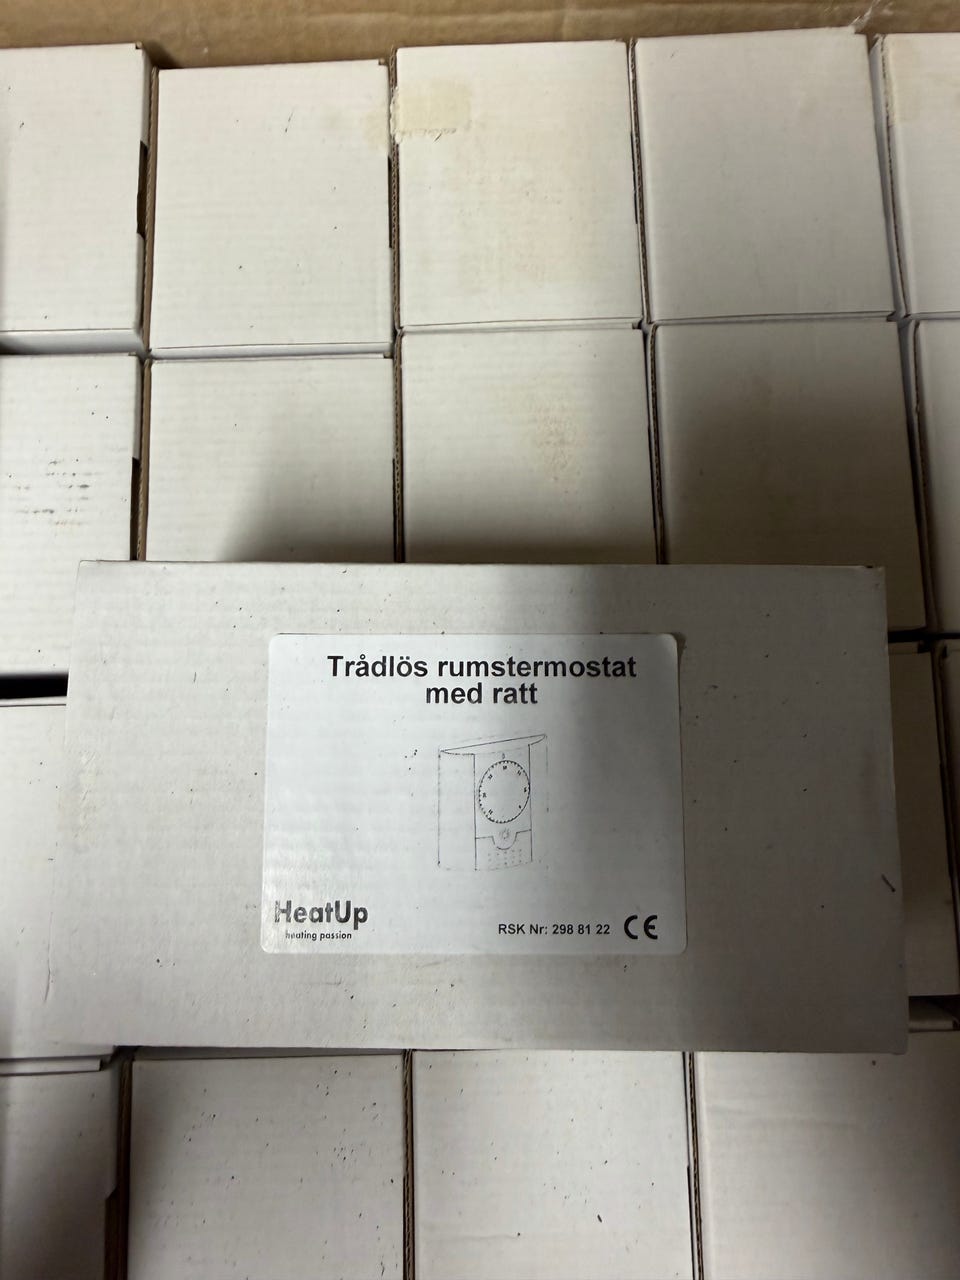 Trådlös rumstermostat
med ratt
HeatUp
heating passion
RSK Nr: 298 81 22 CE